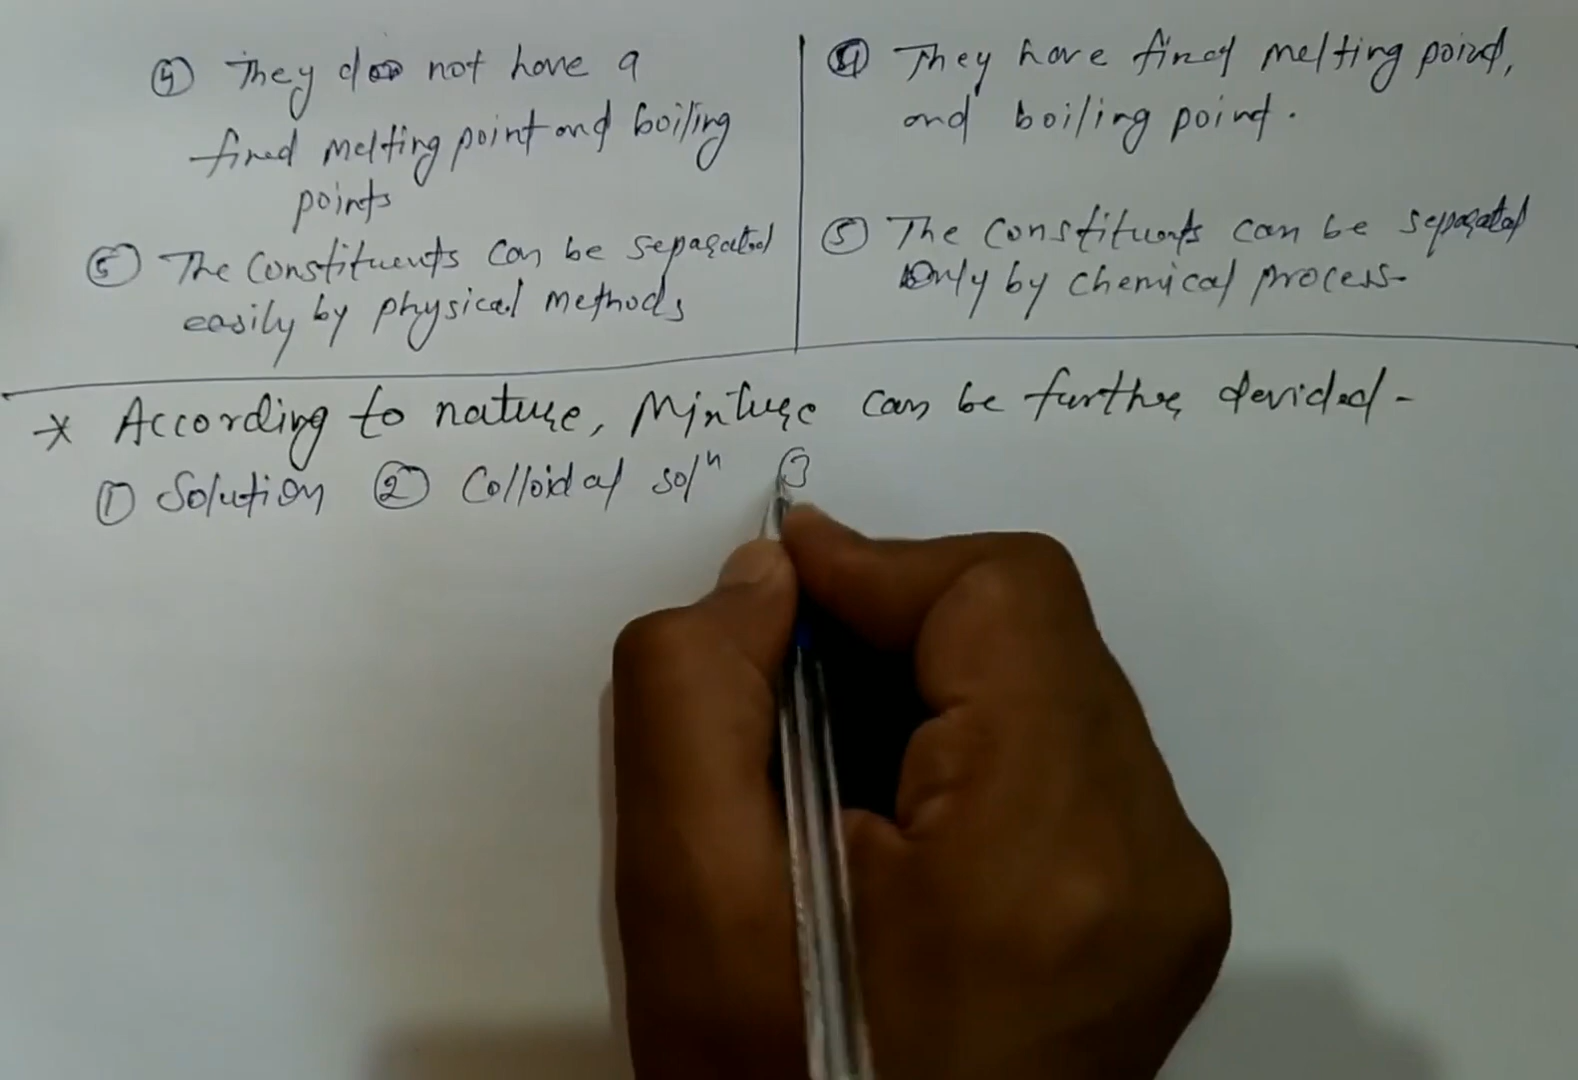 ④ They do not have a
fixed melting point and boiling
points
⑤ The Constituents can be separated
easily by physical methods
④ They have fixed melting point,
and boiling point.
⑤ The constituents can be separated
Only by chemical process-
* According to nature, Mixture can be further devided-
① Solution ② Colloidal solⁿ ③